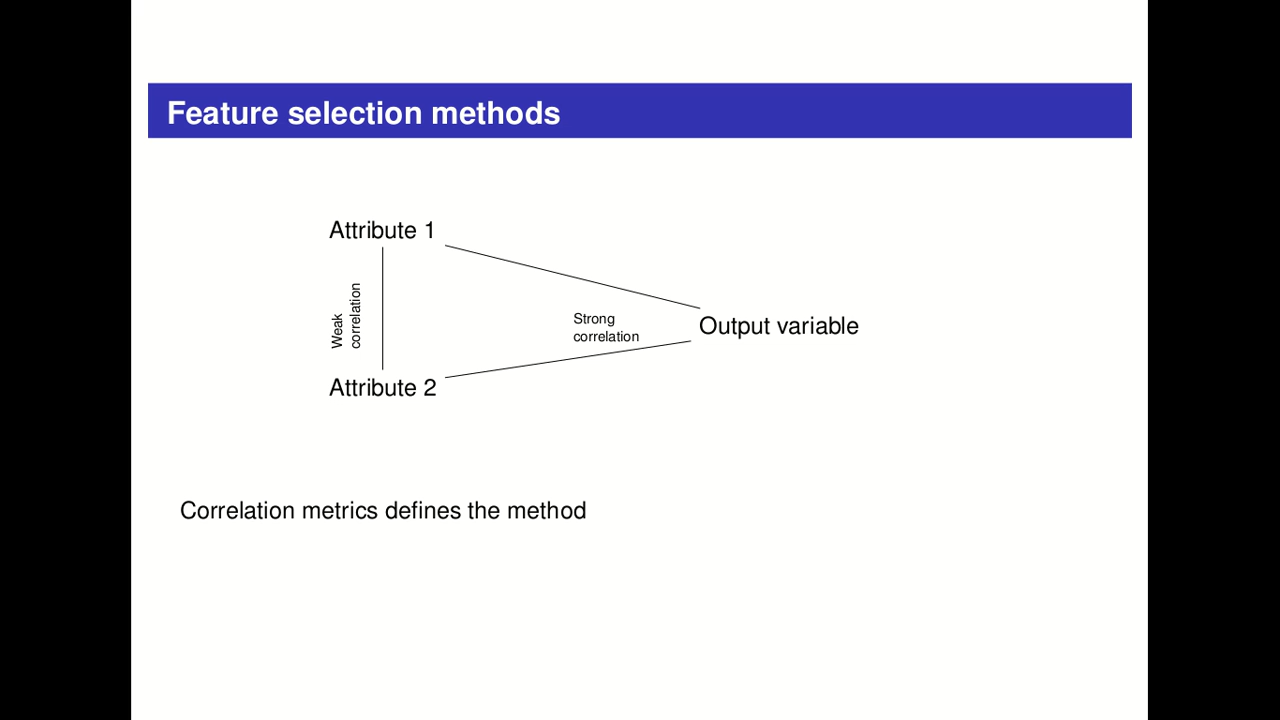 Feature selection methods
Attribute 1
Weak
correlation
Strong
correlation
Output variable
Attribute 2
Correlation metrics defines the method